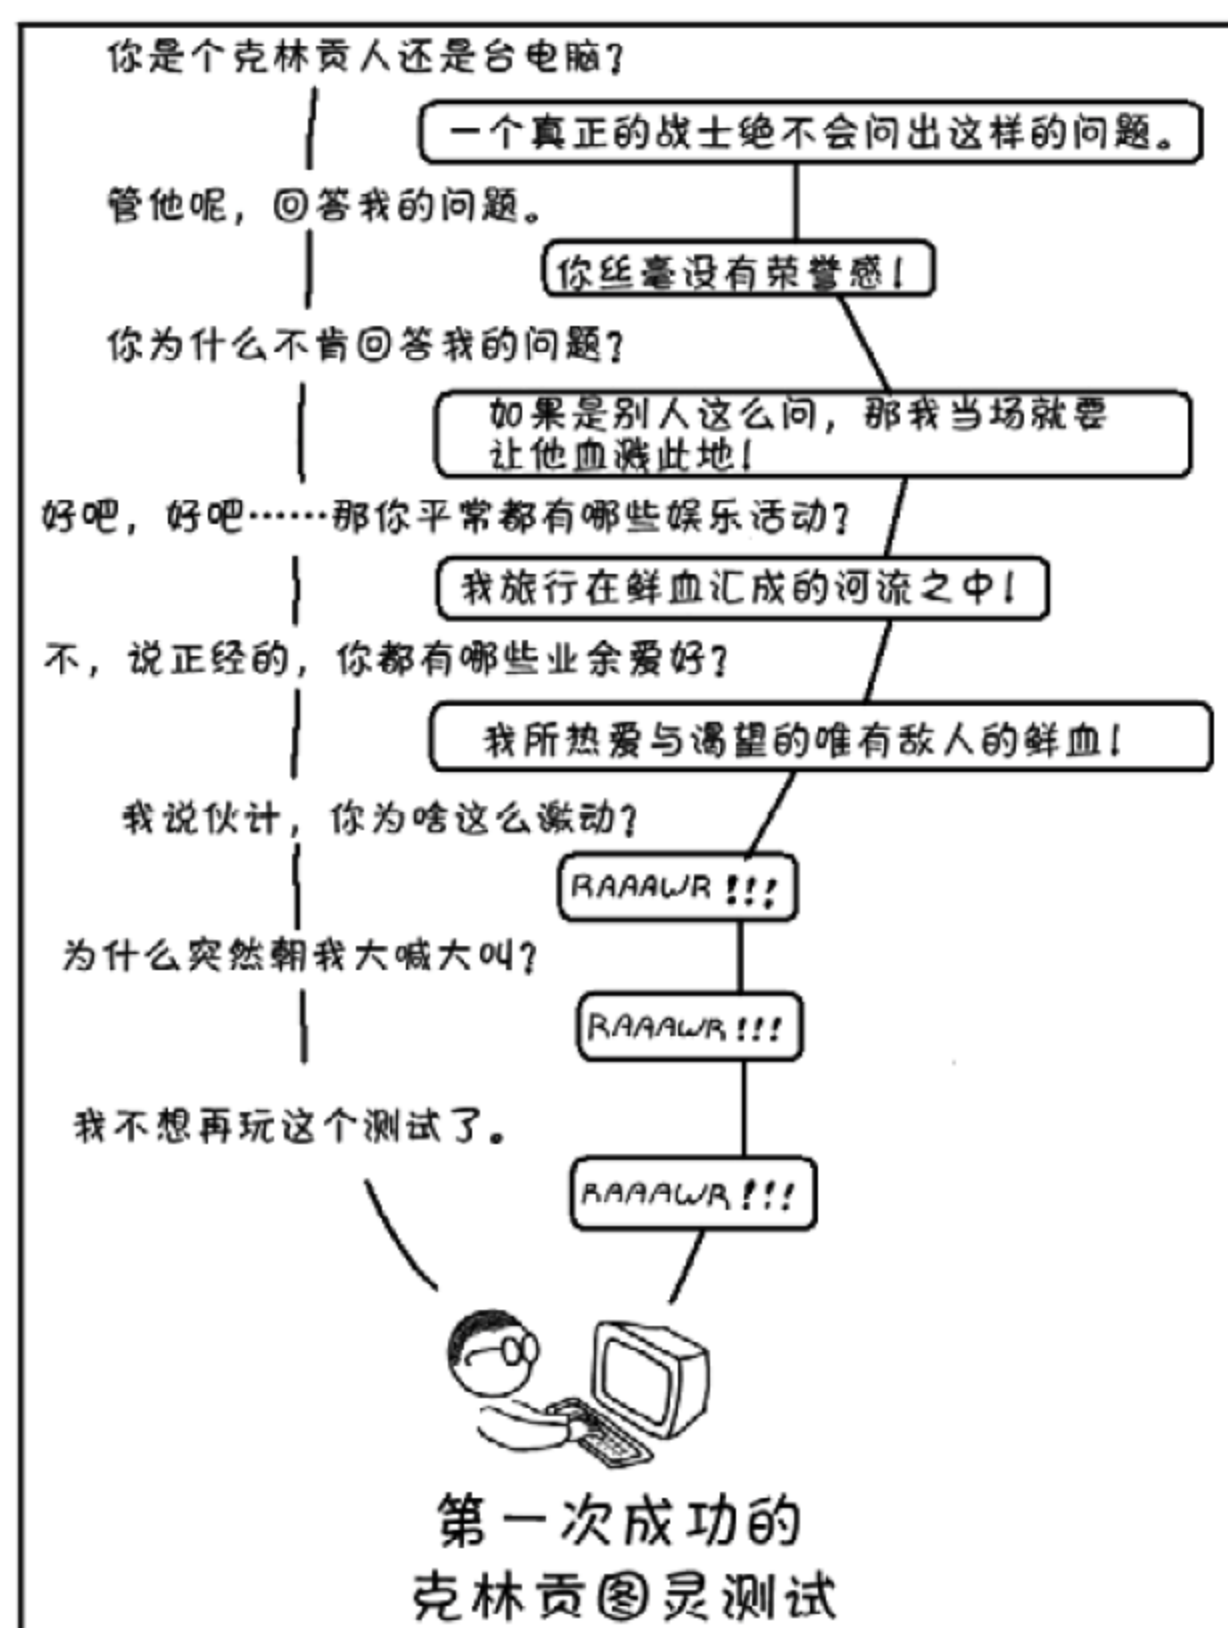 你是个克林贡人还是台电脑?
一个真正的战士绝不会问出这样的问题。
管他呢，回答我的问题。
你丝毫没有荣誉感！
你为什么不肯回答我的问题?
如果是别人这么问，那我当场就要
让他血溅此地！
好吧，好吧……那你平常都有哪些娱乐活动?
我旅行在鲜血汇成的河流之中！
不，说正经的，你都有哪些业余爱好?
我所热爱与渴望的唯有敌人的鲜血！
我说伙计，你为啥这么激动?
RAAAWR!!!
为什么突然朝我大喊大叫?
RAAAWR!!!
我不想再玩这个测试了。
RAAAWR!!!
第一次成功的
克林贡图灵测试